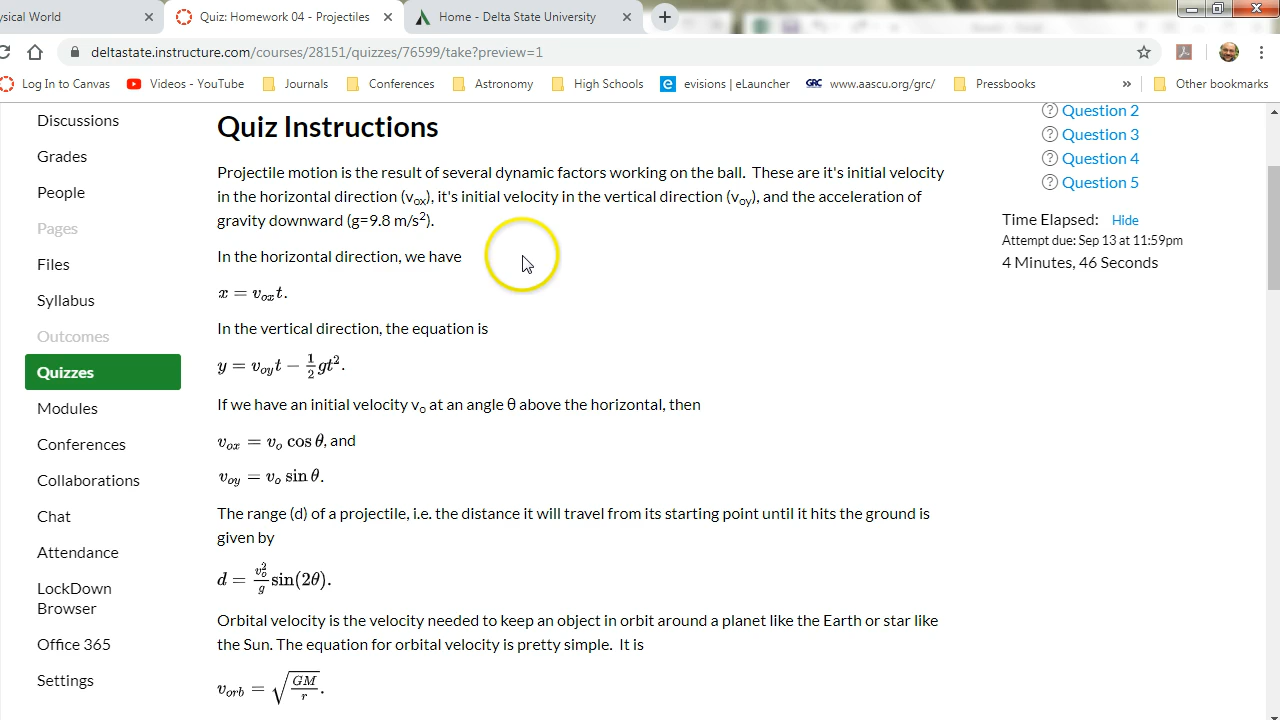 ysical World
Quiz: Homework 04 - Projectiles
Home - Delta State University
deltastate.instructure.com/courses/28151/quizzes/76599/take?preview=1
Log In to Canvas
Videos - YouTube
Journals
Conferences
Astronomy
High Schools
evisions | eLauncher
GRC
www.aascu.org/grc/
Pressbooks
»
Other bookmarks
Discussions
Grades
People
Pages
Files
Syllabus
Outcomes
Quizzes
Modules
Conferences
Collaborations
Chat
Attendance
LockDown
Browser
Office 365
Settings
Quiz Instructions
Projectile motion is the result of several dynamic factors working on the ball.  These are it's initial velocity
in the horizontal direction (vox), it's initial velocity in the vertical direction (voy), and the acceleration of
gravity downward (g=9.8 m/s²).
In the horizontal direction, we have
x = vox t.
In the vertical direction, the equation is
y = voy t − 1/2 gt².
If we have an initial velocity vo at an angle θ above the horizontal, then
vox = vo cos θ, and
voy = vo sin θ.
The range (d) of a projectile, i.e. the distance it will travel from its starting point until it hits the ground is
given by
d = vo²/g sin(2θ).
Orbital velocity is the velocity needed to keep an object in orbit around a planet like the Earth or star like
the Sun. The equation for orbital velocity is pretty simple.  It is
vorb = √(GM/r).
Question 2
Question 3
Question 4
Question 5
Time Elapsed: Hide
Attempt due: Sep 13 at 11:59pm
4 Minutes, 46 Seconds